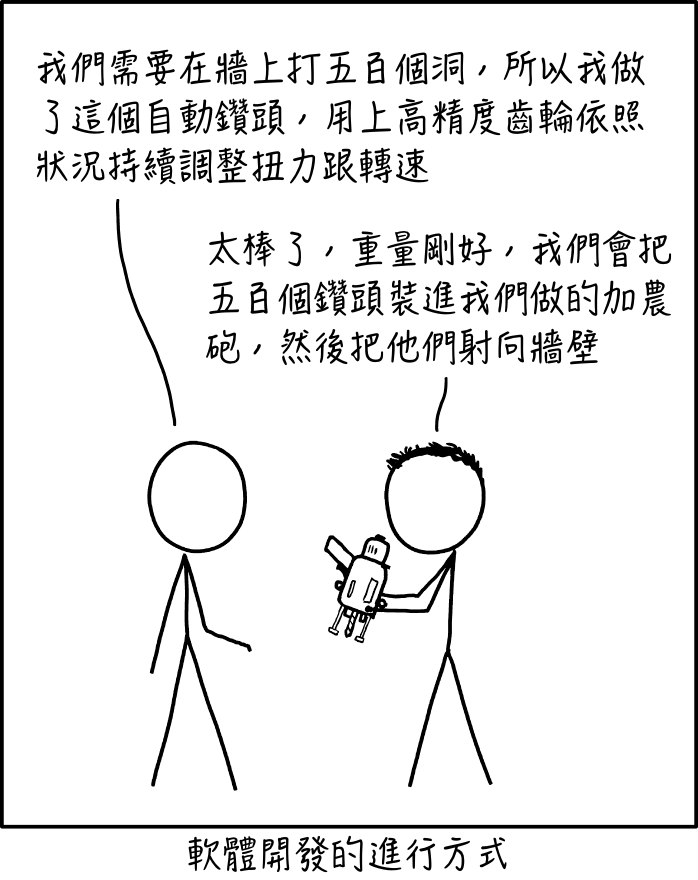 我們需要在牆上打五百個洞，所以我做
了這個自動鑽頭，用上高精度齒輪依照
狀況持續調整扭力跟轉速
太棒了，重量剛好，我們會把
五百個鑽頭裝進我們做的加農
砲，然後把他們射向牆壁
軟體開發的進行方式